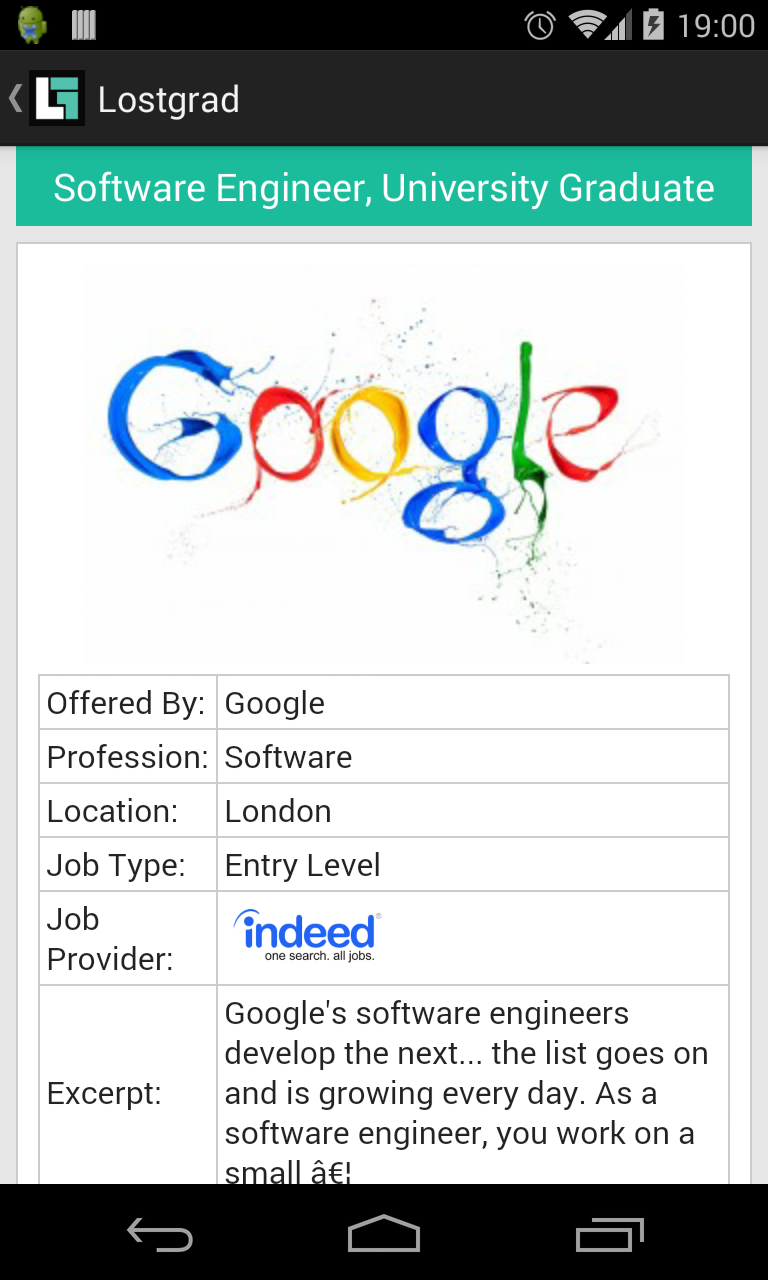 19:00
Lostgrad
Software Engineer, University Graduate
Google
Offered By: Google
Profession: Software
Location: London
Job Type: Entry Level
Job
Provider:
indeed®
one search. all jobs.
Excerpt:
Google's software engineers
develop the next... the list goes on
and is growing every day. As a
software engineer, you work on a
small â€¦